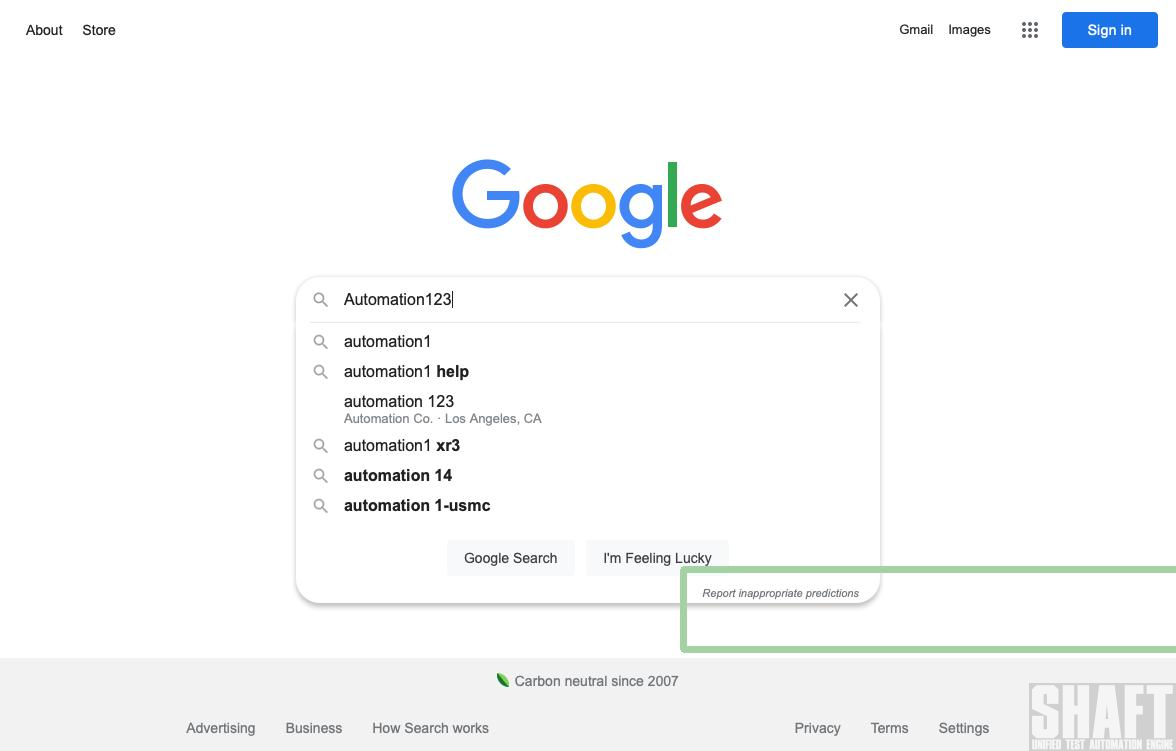 About Store
Gmail Images
Sign in
Google
Automation123
automation1
automation1 help
automation 123
Automation Co. · Los Angeles, CA
automation1 xr3
automation 14
automation 1-usmc
Google Search
I'm Feeling Lucky
Report inappropriate predictions
Carbon neutral since 2007
Advertising Business How Search works
Privacy Terms Settings
SHAFT
UNIFIED TEST AUTOMATION ENGINE